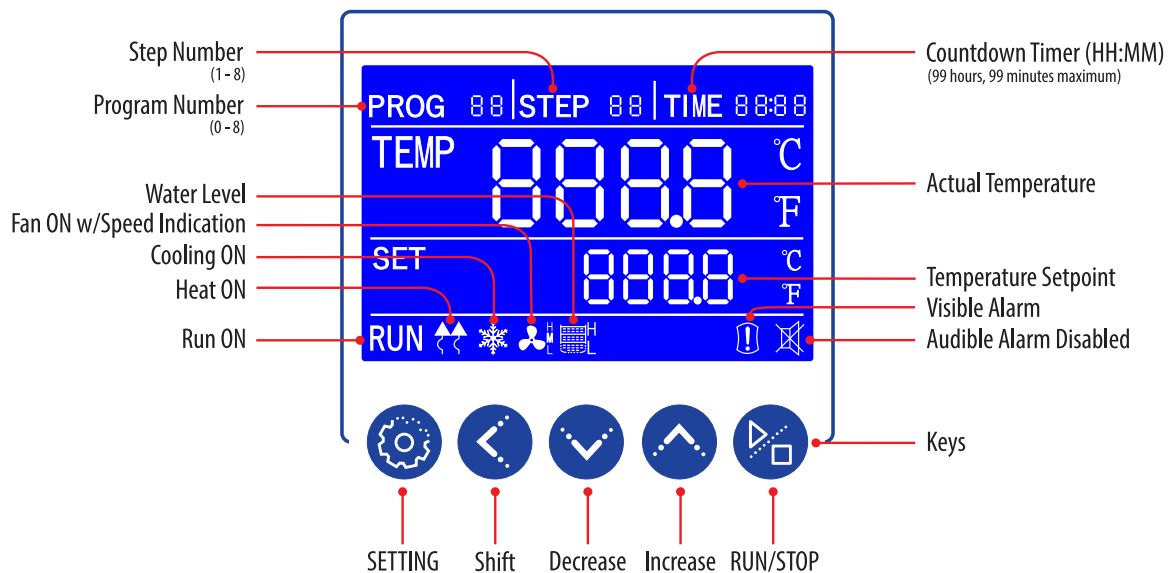 Step Number
(1 - 8)
Program Number
(0 - 8)
Water Level
Fan ON w/Speed Indication
Cooling ON
Heat ON
Run ON
Countdown Timer (HH:MM)
(99 hours, 99 minutes maximum)
Actual Temperature
Temperature Setpoint
Visible Alarm
Audible Alarm Disabled
Keys
PROG 88 STEP 88 TIME 88:88
TEMP 888.8 °C
°F
SET 888.8 °C
°F
RUN H M L H L !
SETTING Shift Decrease Increase RUN/STOP